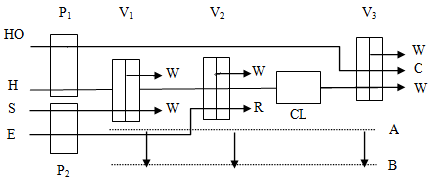 P1 V1 V2 V3
HO
W
W W C
H W
S W R CL
E A
P2
B